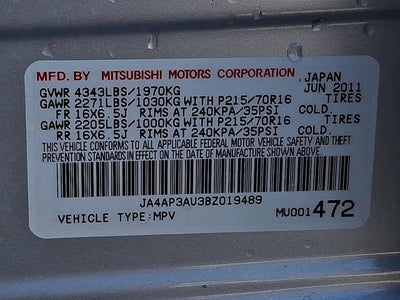 MFD. BY MITSUBISHI MOTORS CORPORATION, JAPAN
GVWR 4343LBS/1970KG JUN 2011
GAWR 2271LBS/1030KG WITH P215/70R16 TIRES
FR 16X6.5J RIMS AT 240KPA/35PSI COLD.
GAWR 2205LBS/1000KG WITH P215/70R16 TIRES
RR 16X6.5J RIMS AT 240KPA/35PSI COLD.
THIS VEHICLE CONFORMS TO ALL APPLICABLE FEDERAL MOTOR VEHICLE SAFETY AND
THEFT PREVENTION STANDARDS IN EFFECT ON THE DATE OF MANUFACTURE SHOWN ABOVE.
JA4AP3AU3BZ019489
VEHICLE TYPE:MPV MU001472